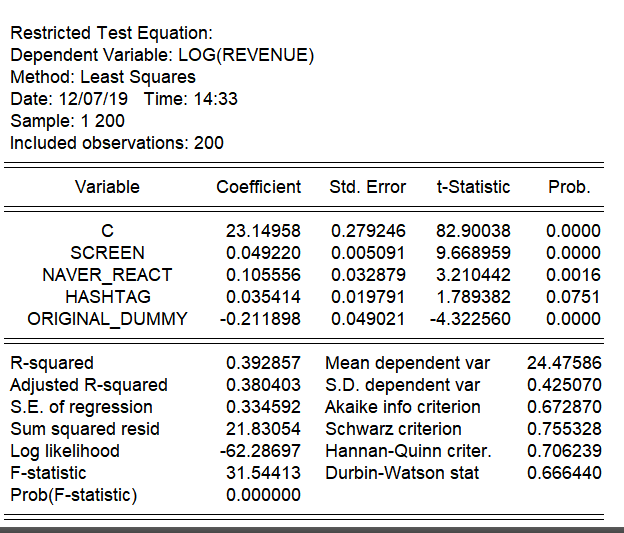 Restricted Test Equation:
Dependent Variable: LOG(REVENUE)
Method: Least Squares
Date: 12/07/19 Time: 14:33
Sample: 1 200
Included observations: 200
Variable Coefficient Std. Error t-Statistic Prob.
C 23.14958 0.279246 82.90038 0.0000
SCREEN 0.049220 0.005091 9.668959 0.0000
NAVER_REACT 0.105556 0.032879 3.210442 0.0016
HASHTAG 0.035414 0.019791 1.789382 0.0751
ORIGINAL_DUMMY -0.211898 0.049021 -4.322560 0.0000
R-squared 0.392857 Mean dependent var 24.47586
Adjusted R-squared 0.380403 S.D. dependent var 0.425070
S.E. of regression 0.334592 Akaike info criterion 0.672870
Sum squared resid 21.83054 Schwarz criterion 0.755328
Log likelihood -62.28697 Hannan-Quinn criter. 0.706239
F-statistic 31.54413 Durbin-Watson stat 0.666440
Prob(F-statistic) 0.000000